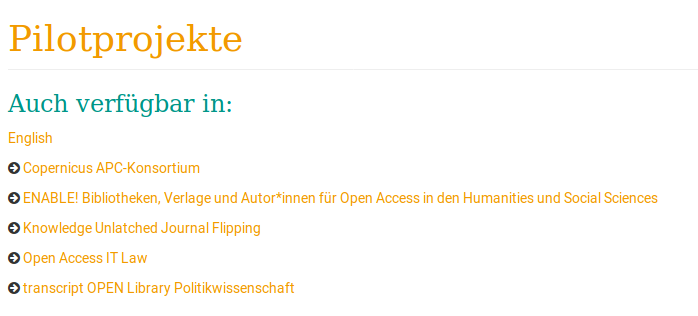 Pilotprojekte
Auch verfügbar in:
English
Copernicus APC-Konsortium
ENABLE! Bibliotheken, Verlage und Autor*innen für Open Access in den Humanities und Social Sciences
Knowledge Unlatched Journal Flipping
Open Access IT Law
transcript OPEN Library Politikwissenschaft